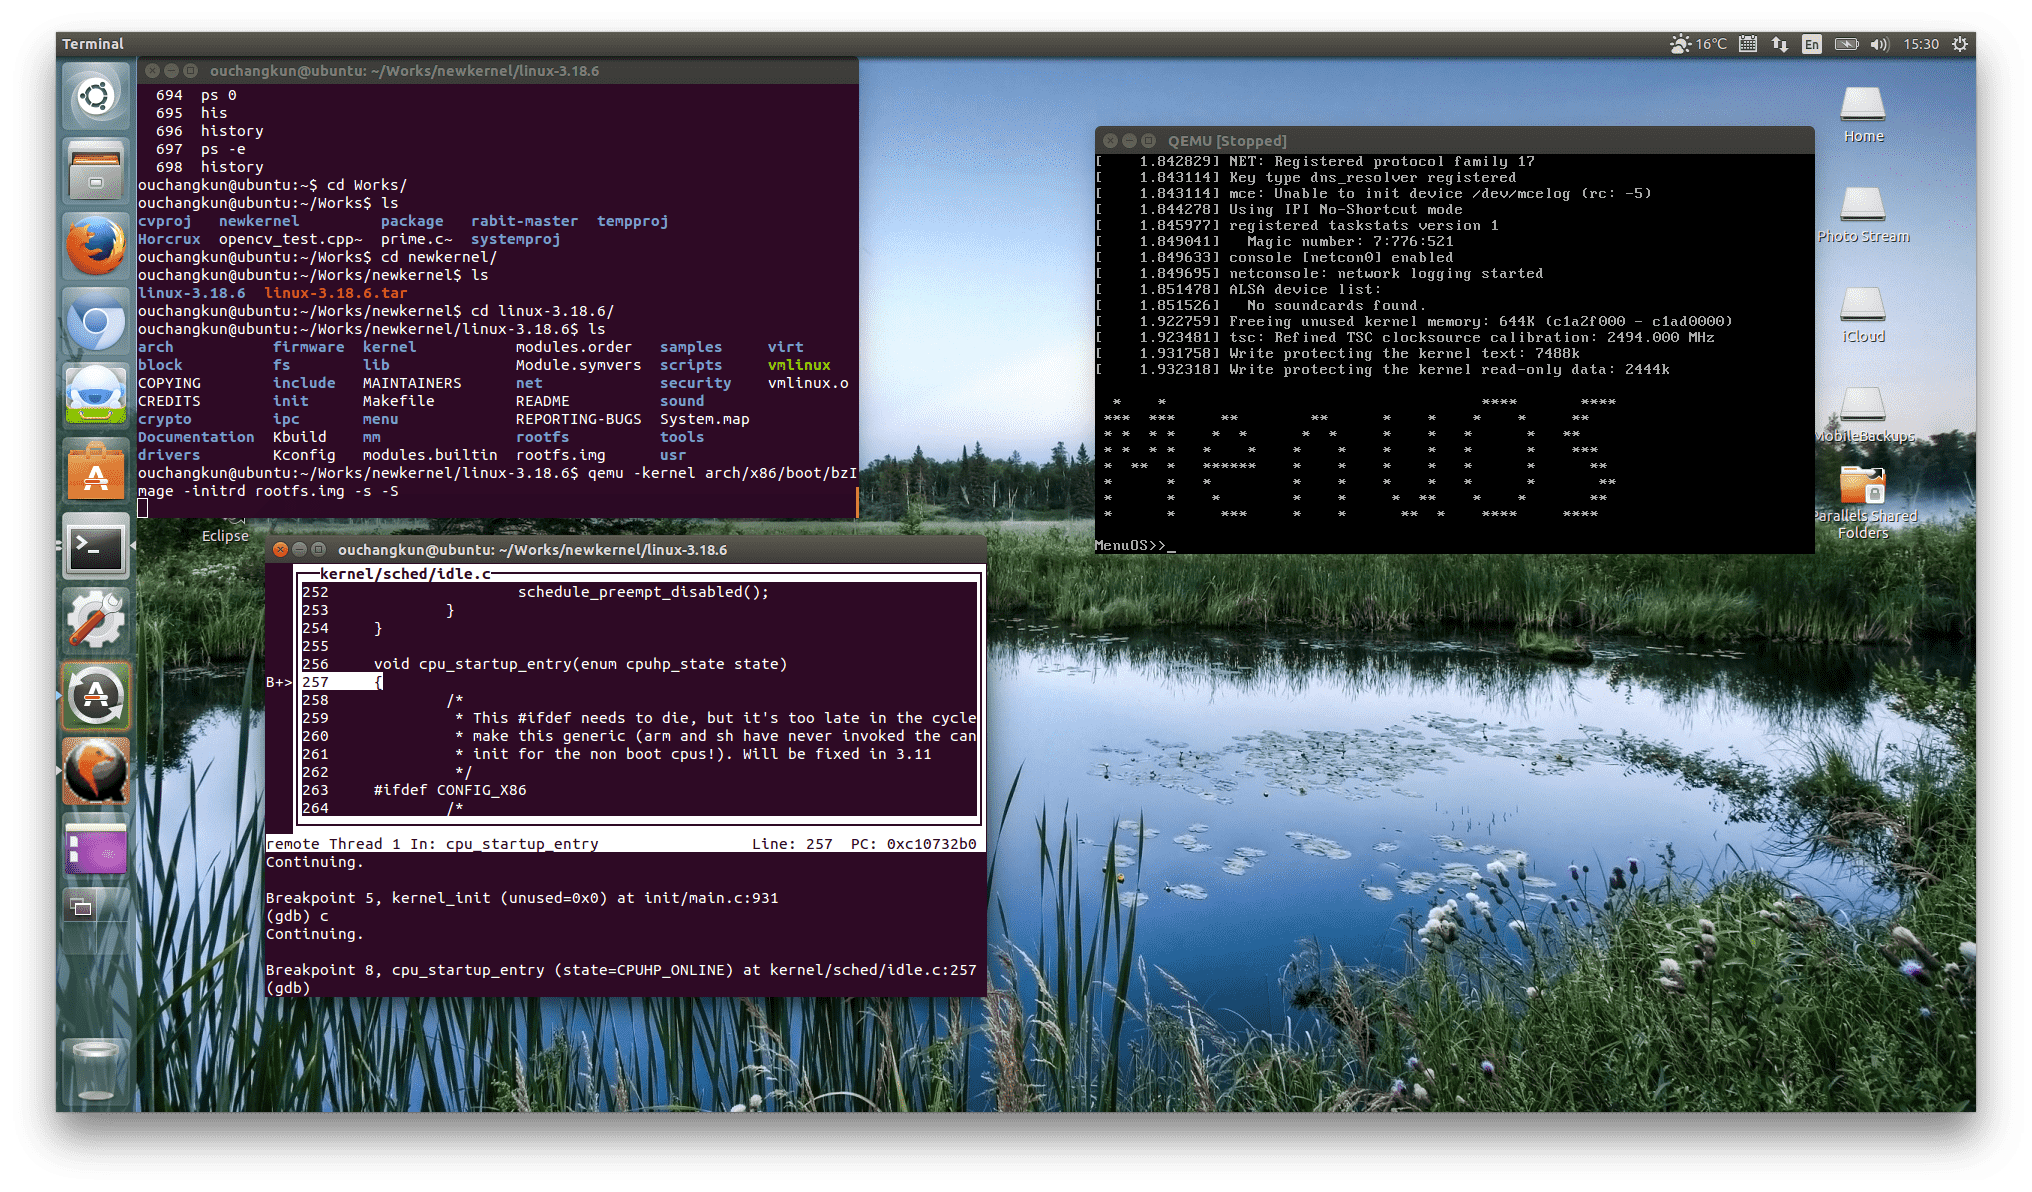 Terminal
16°C
En
15:30
ouchangkun@ubuntu: ~/Works/newkernel/linux-3.18.6
694  ps 0
695  his
696  history
697  ps -e
698  history
ouchangkun@ubuntu:~$ cd Works/
ouchangkun@ubuntu:~/Works$ ls
cvproj   newkernel         package   rabit-master  tempproj
Horcrux  opencv_test.cpp~  prime.c~  systemproj
ouchangkun@ubuntu:~/Works$ cd newkernel/
ouchangkun@ubuntu:~/Works/newkernel$ ls
linux-3.18.6  linux-3.18.6.tar
ouchangkun@ubuntu:~/Works/newkernel$ cd linux-3.18.6/
ouchangkun@ubuntu:~/Works/newkernel/linux-3.18.6$ ls
arch           firmware  kernel           modules.order   samples     virt
block          fs        lib              Module.symvers  scripts     vmlinux
COPYING        include   MAINTAINERS      net             security    vmlinux.o
CREDITS        init      Makefile         README          sound
crypto         ipc       menu             REPORTING-BUGS  System.map
Documentation  Kbuild    mm               rootfs          tools
drivers        Kconfig   modules.builtin  rootfs.img      usr
ouchangkun@ubuntu:~/Works/newkernel/linux-3.18.6$ qemu -kernel arch/x86/boot/bzI
mage -initrd rootfs.img -s -S
Eclipse
ouchangkun@ubuntu: ~/Works/newkernel/linux-3.18.6
kernel/sched/idle.c
252                     schedule_preempt_disabled();
253             }
254     }
255
256     void cpu_startup_entry(enum cpuhp_state state)
B+> 257     {
258             /*
259              * This #ifdef needs to die, but it's too late in the cycle
260              * make this generic (arm and sh have never invoked the can
261              * init for the non boot cpus!). Will be fixed in 3.11
262              */
263     #ifdef CONFIG_X86
264             /*
remote Thread 1 In: cpu_startup_entry                 Line: 257  PC: 0xc10732b0
Continuing.
Breakpoint 5, kernel_init (unused=0x0) at init/main.c:931
(gdb) c
Continuing.
Breakpoint 8, cpu_startup_entry (state=CPUHP_ONLINE) at kernel/sched/idle.c:257
(gdb)
QEMU [Stopped]
[    1.842829] NET: Registered protocol family 17
[    1.843114] Key type dns_resolver registered
[    1.843114] mce: Unable to init device /dev/mcelog (rc: -5)
[    1.844278] Using IPI No-Shortcut mode
[    1.845977] registered taskstats version 1
[    1.849041]   Magic number: 7:776:521
[    1.849633] console [netcon0] enabled
[    1.849695] netconsole: network logging started
[    1.851478] ALSA device list:
[    1.851526]   No soundcards found.
[    1.922759] Freeing unused kernel memory: 644K (c1a2f000 - c1ad0000)
[    1.923481] tsc: Refined TSC clocksource calibration: 2494.000 MHz
[    1.931758] Write protecting the kernel text: 7488k
[    1.932318] Write protecting the kernel read-only data: 2444k
MenuOS
MenuOS>>_
Home
Photo Stream
iCloud
MobileBackups
Parallels Shared
Folders